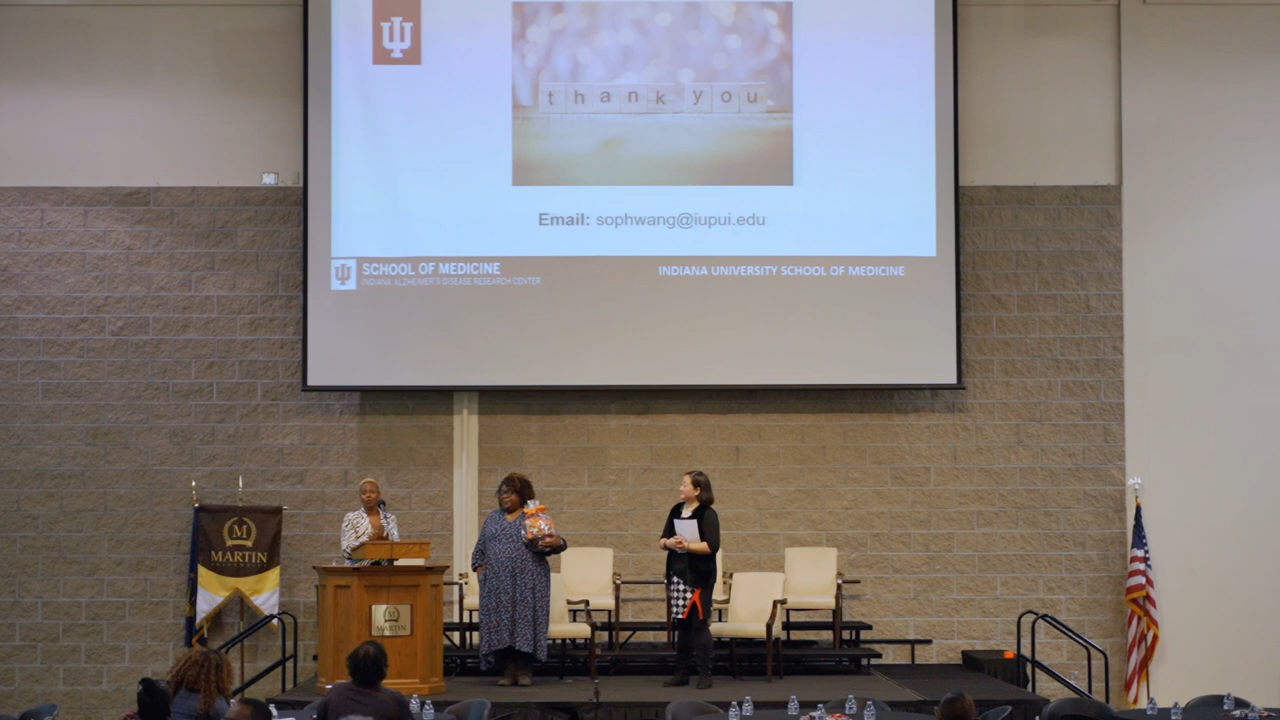 thank you
Email: sophwang@iupui.edu
SCHOOL OF MEDICINE
INDIANA ALZHEIMER'S DISEASE RESEARCH CENTER
INDIANA UNIVERSITY SCHOOL OF MEDICINE
M
MARTIN
UNIVERSITY
M
MARTIN